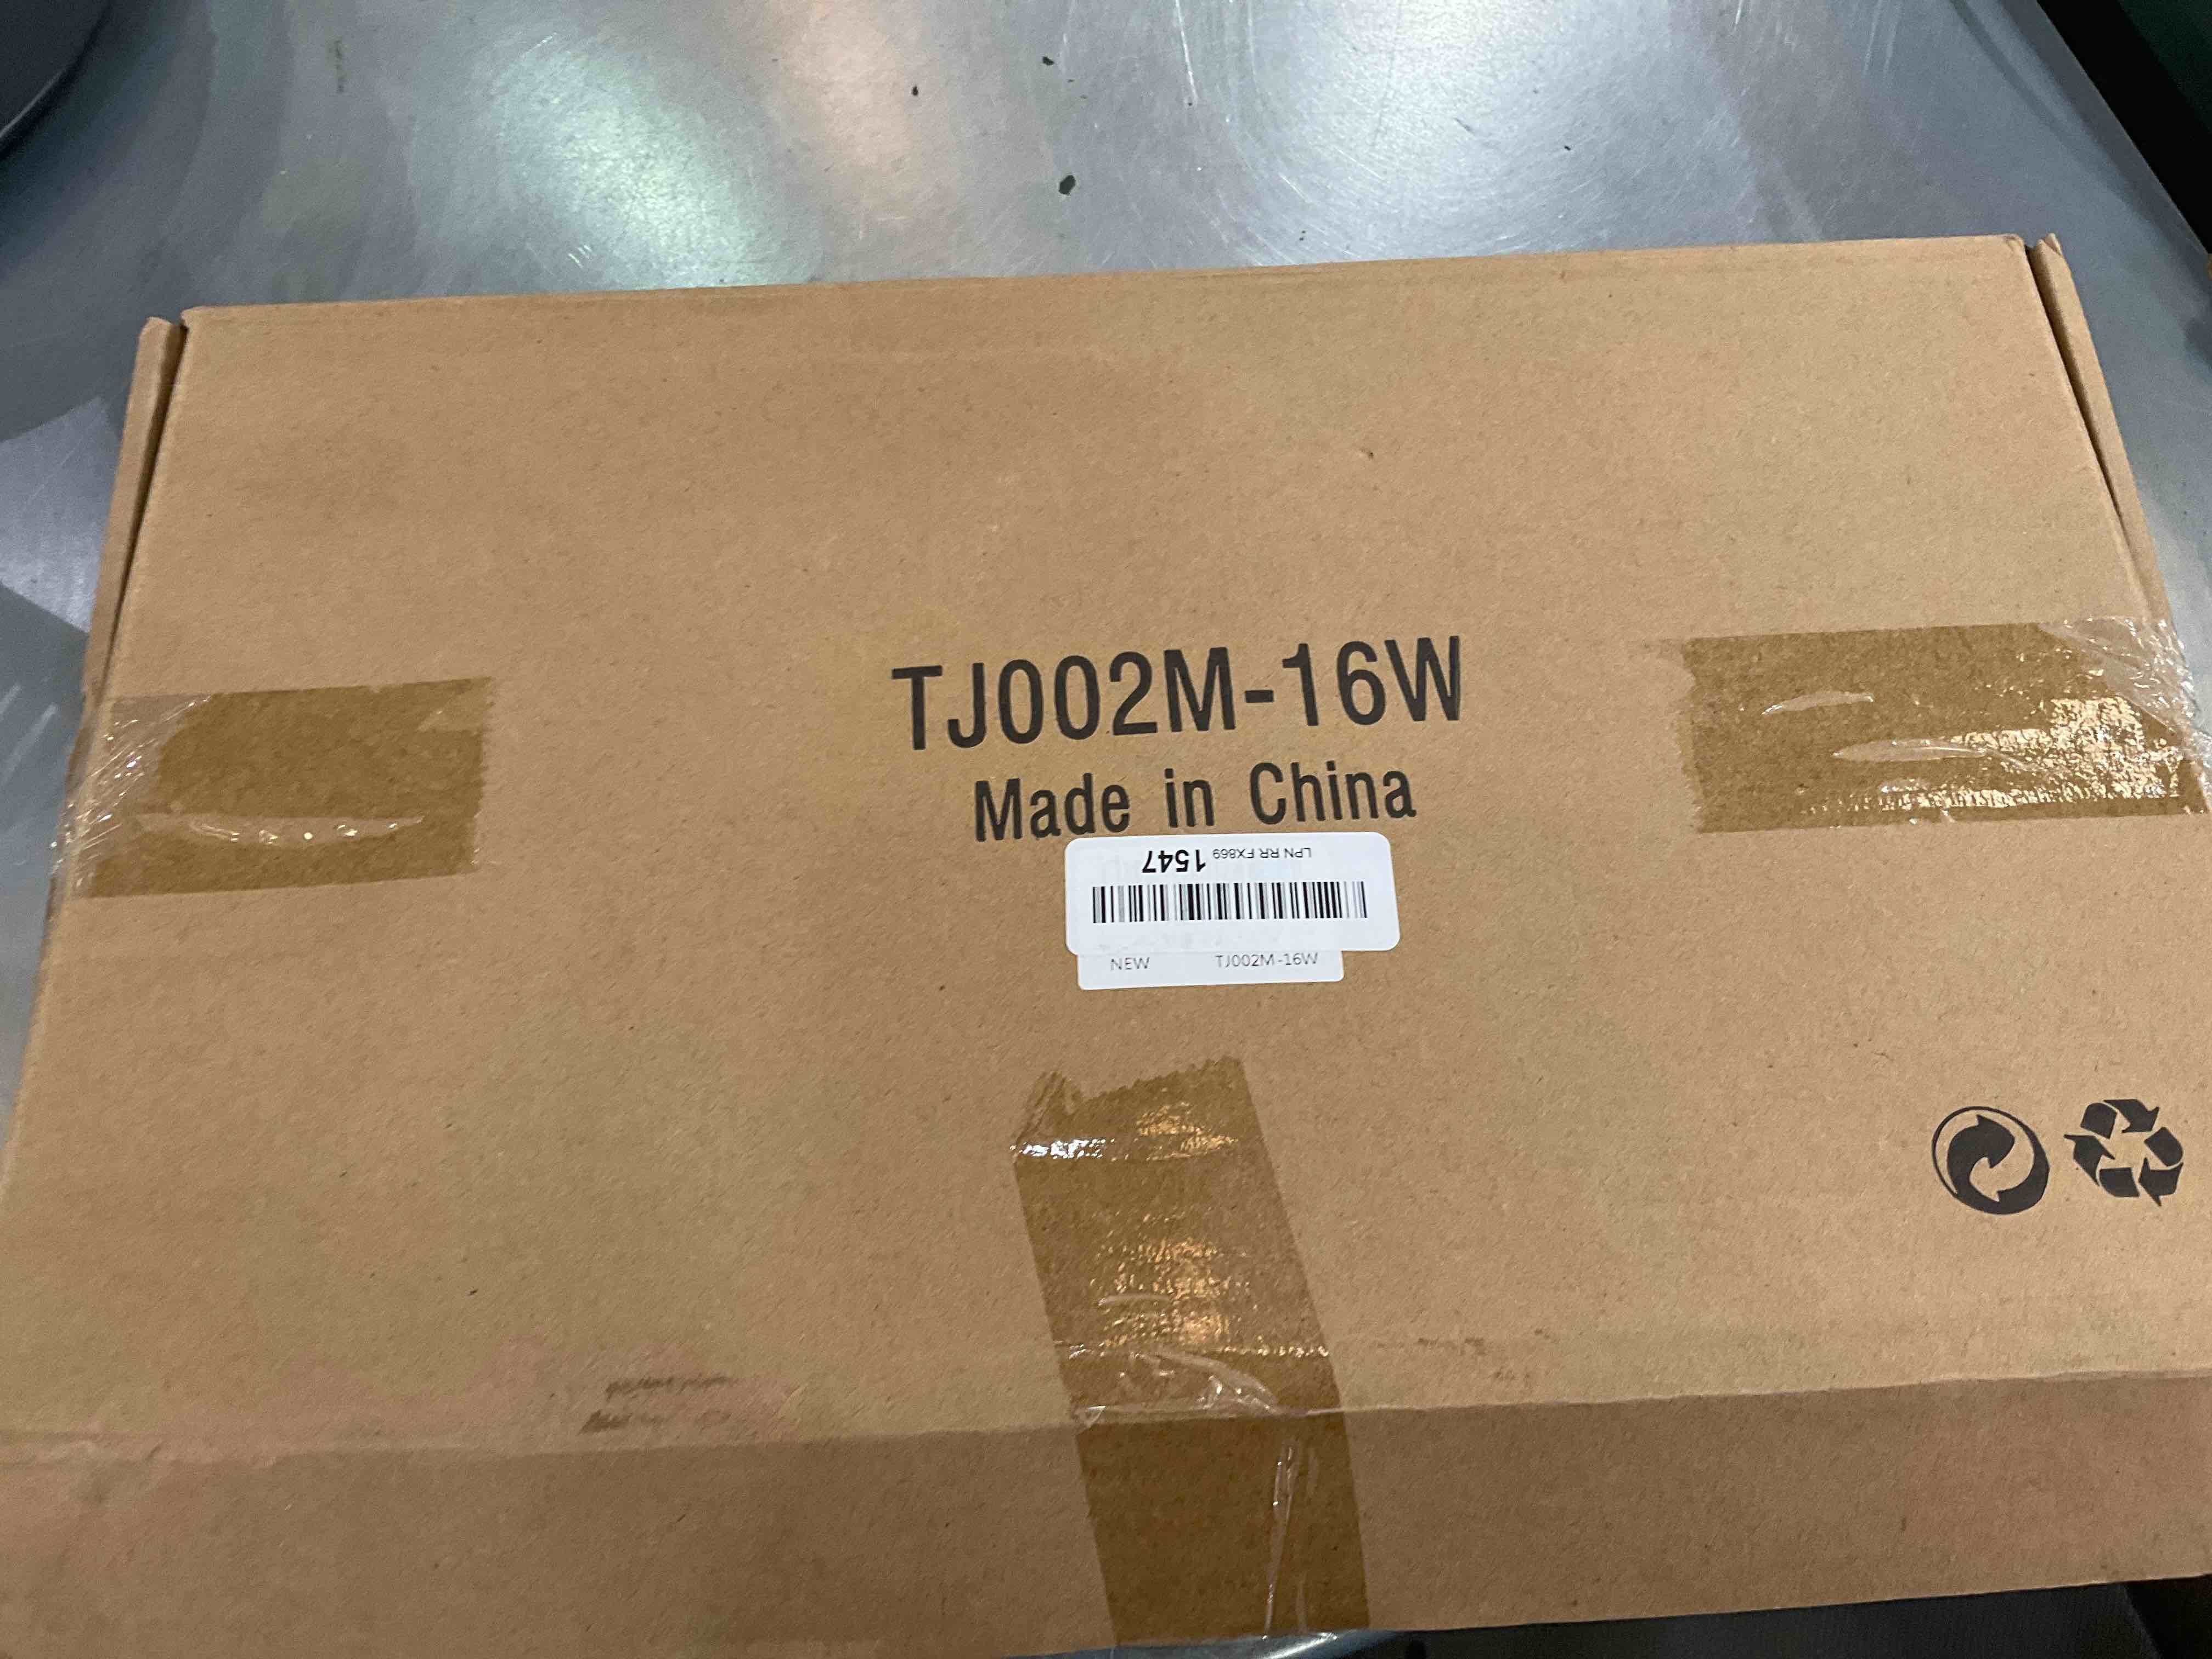 TJ002M-16W
Made in China
LPN RR FX869 1547
NEW TJ002M-16W